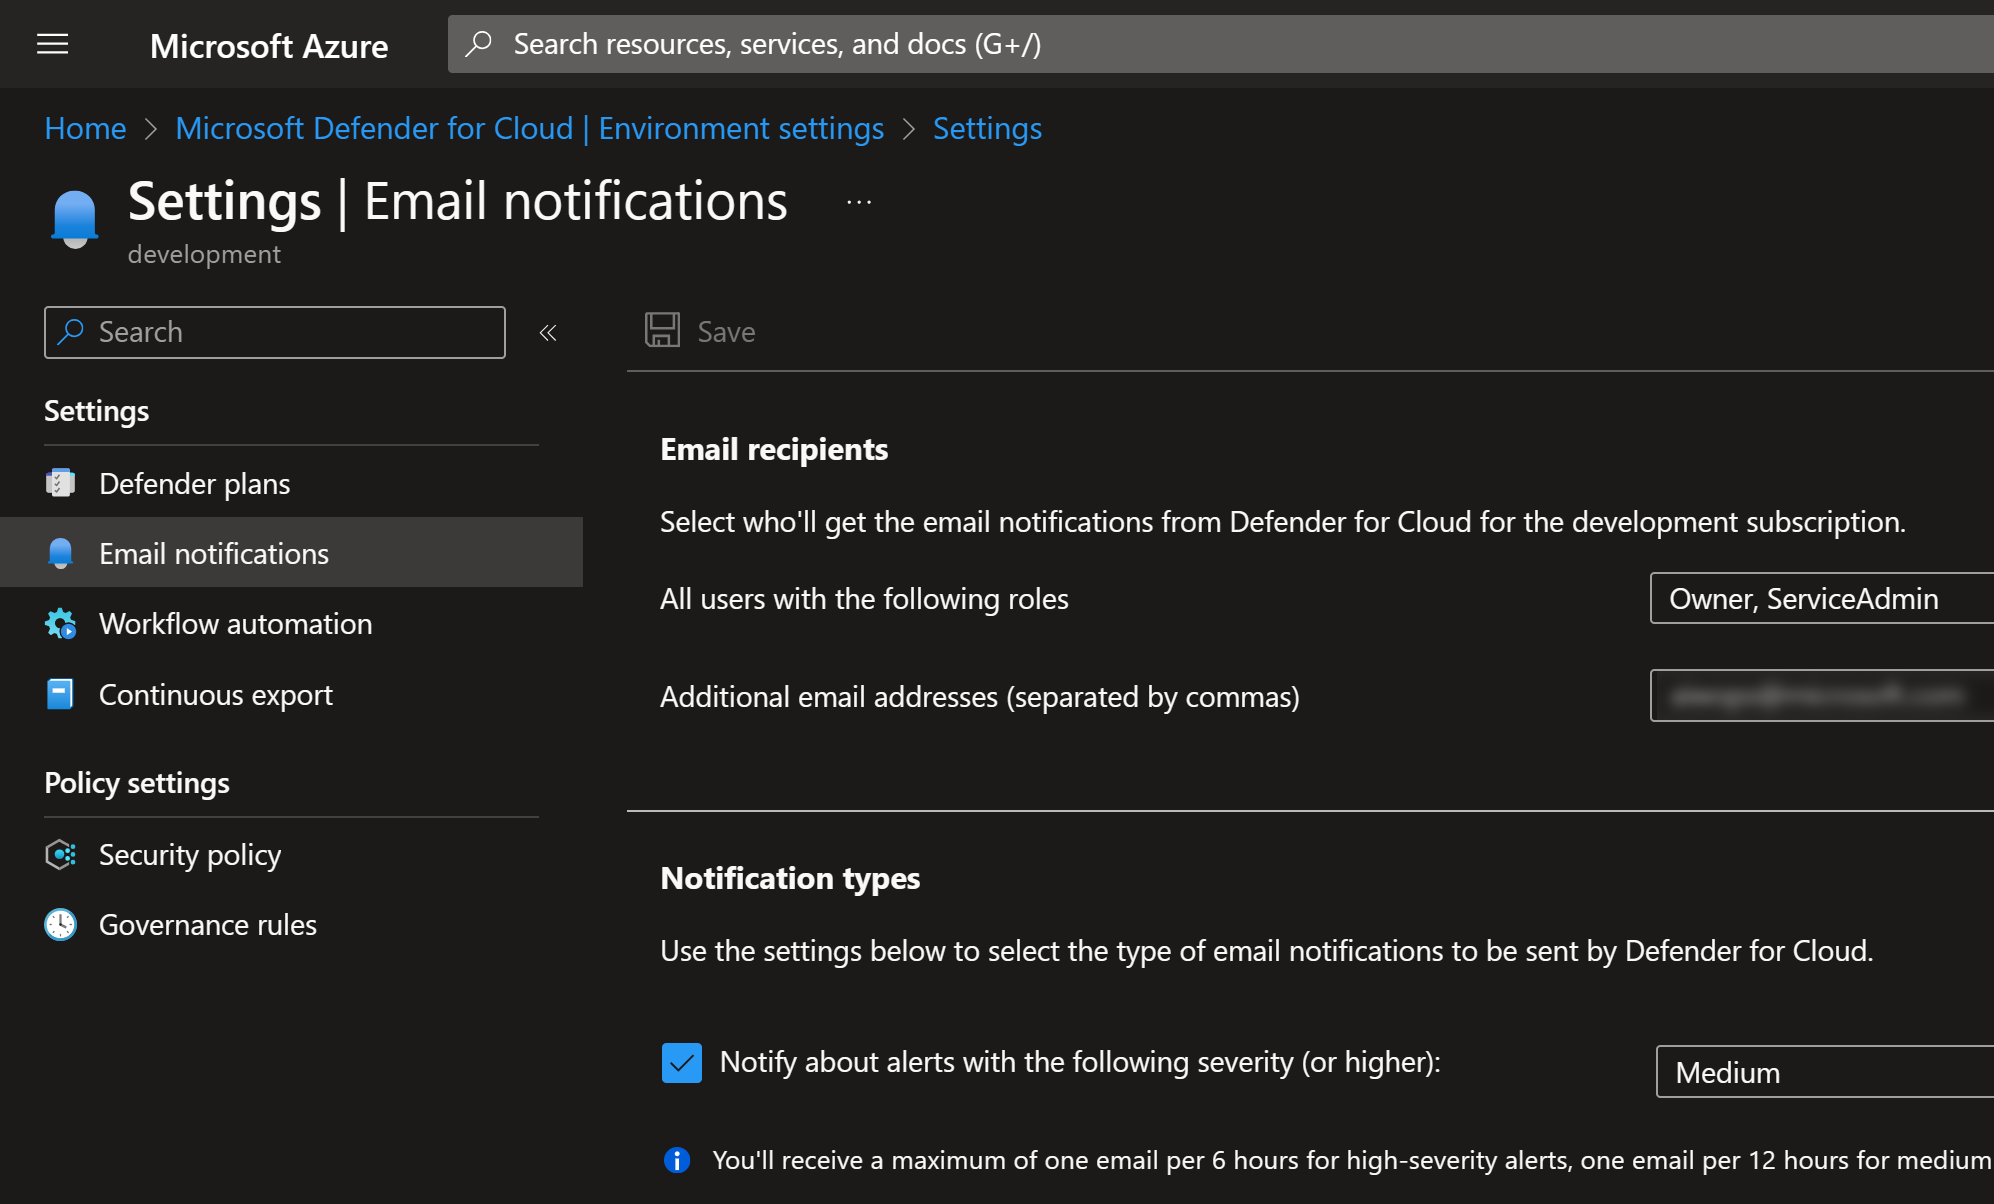 Microsoft Azure
Search resources, services, and docs (G+/)
Home > Microsoft Defender for Cloud | Environment settings > Settings
Settings | Email notifications ...
development
Search
«
Save
Settings
Defender plans
Email notifications
Workflow automation
Continuous export
Policy settings
Security policy
Governance rules
Email recipients
Select who'll get the email notifications from Defender for Cloud for the development subscription.
All users with the following roles
Owner, ServiceAdmin
Additional email addresses (separated by commas)
Notification types
Use the settings below to select the type of email notifications to be sent by Defender for Cloud.
Notify about alerts with the following severity (or higher):
Medium
You'll receive a maximum of one email per 6 hours for high-severity alerts, one email per 12 hours for medium